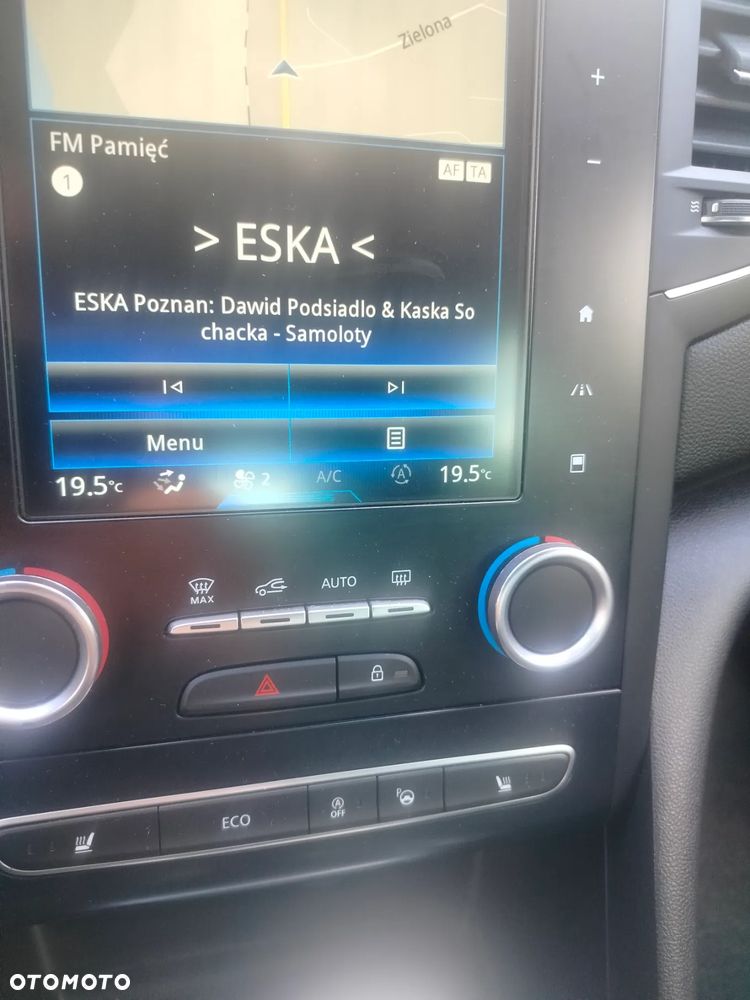 Zielona
FM Pamięć
1
AF TA
> ESKA <
ESKA Poznan: Dawid Podsiadlo & Kaska So
chacka - Samoloty
Menu
19.5°C
2
A/C
A
19.5°C
MAX
AUTO
ECO
A
OFF
P
OTOMOTO